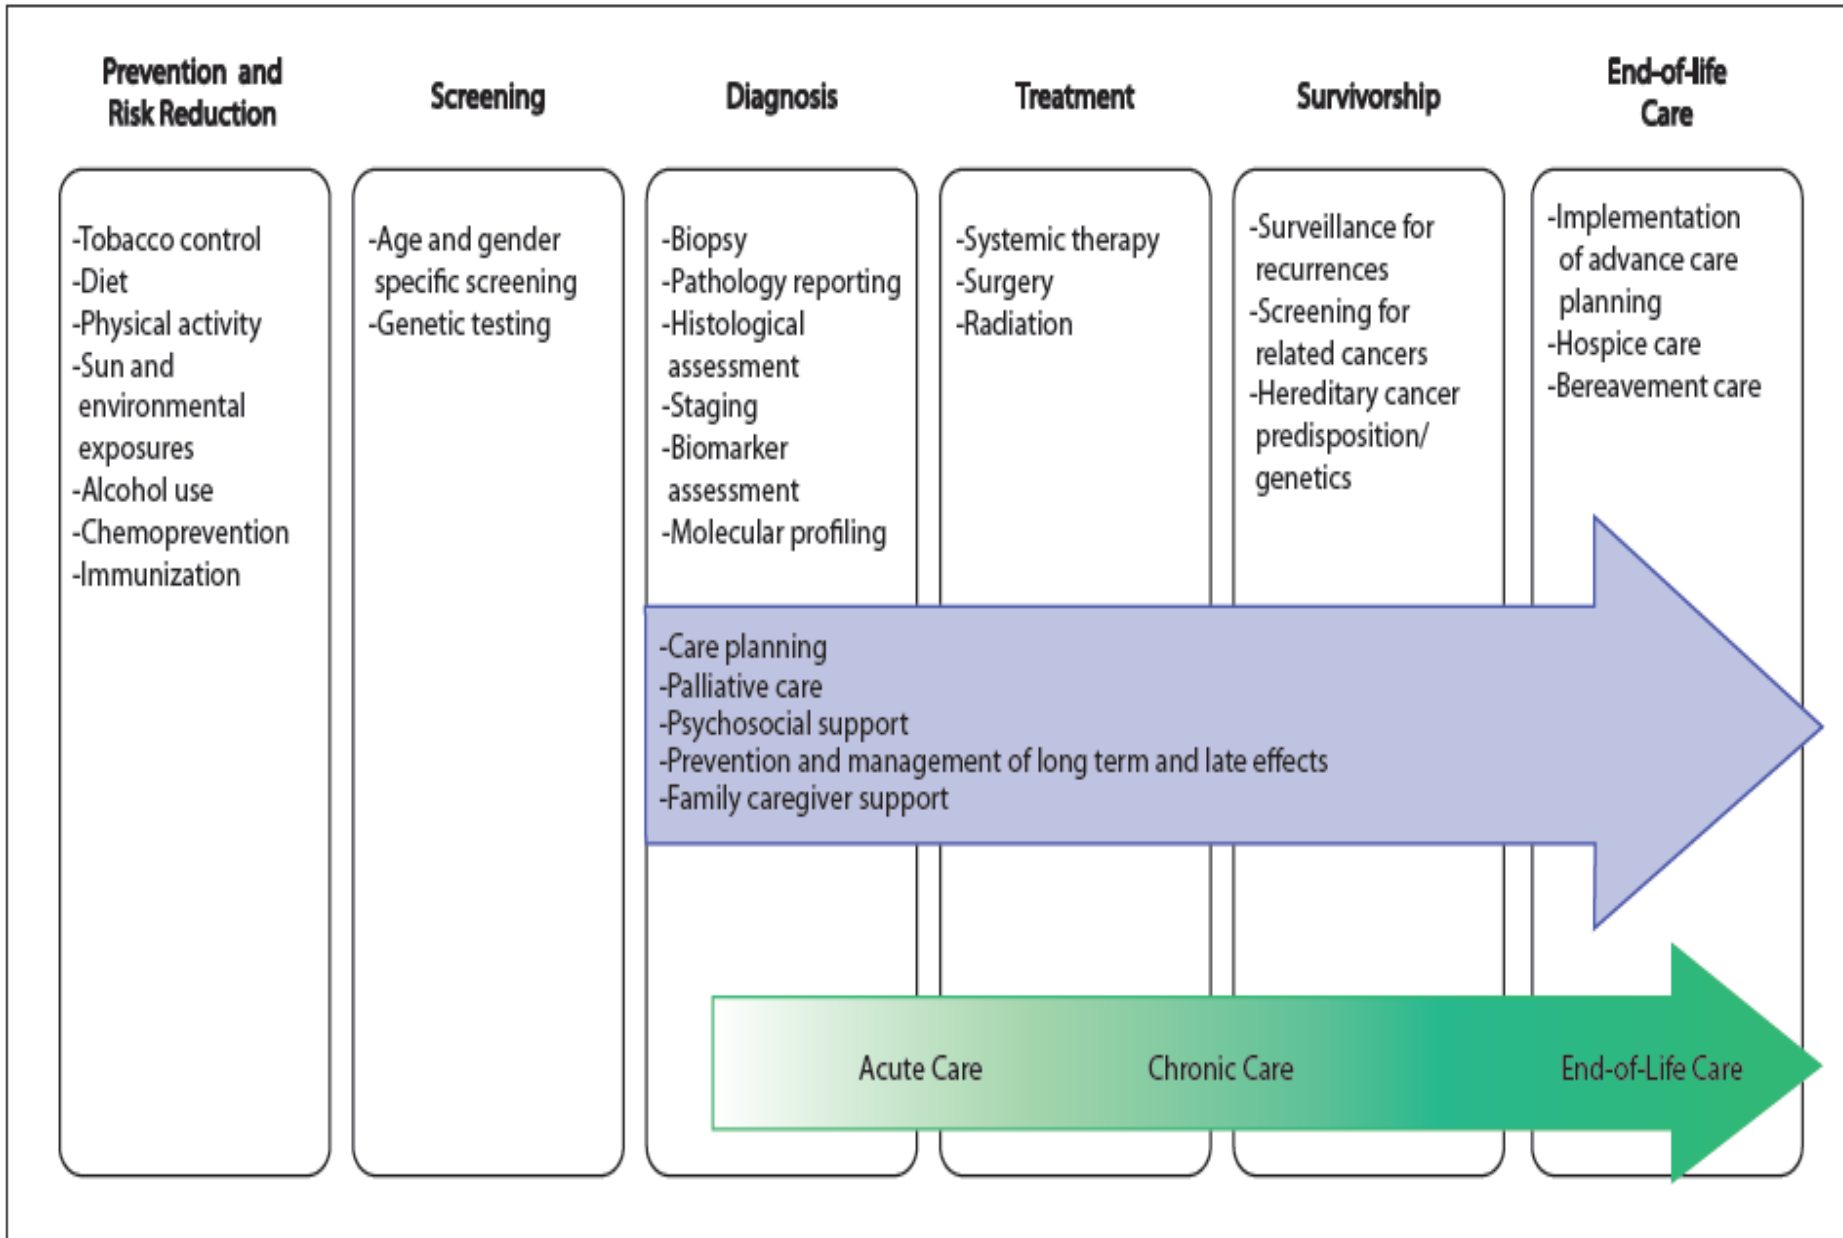 Prevention and
Risk Reduction
Screening
Diagnosis
Treatment
Survivorship
End-of-life
Care
-Tobacco control
-Diet
-Physical activity
-Sun and
environmental
exposures
-Alcohol use
-Chemoprevention
-Immunization
-Age and gender
specific screening
-Genetic testing
-Biopsy
-Pathology reporting
-Histological
assessment
-Staging
-Biomarker
assessment
-Molecular profiling
-Systemic therapy
-Surgery
-Radiation
-Surveillance for
recurrences
-Screening for
related cancers
-Hereditary cancer
predisposition/
genetics
-Implementation
of advance care
planning
-Hospice care
-Bereavement care
-Care planning
-Palliative care
-Psychosocial support
-Prevention and management of long term and late effects
-Family caregiver support
Acute Care
Chronic Care
End-of-Life Care